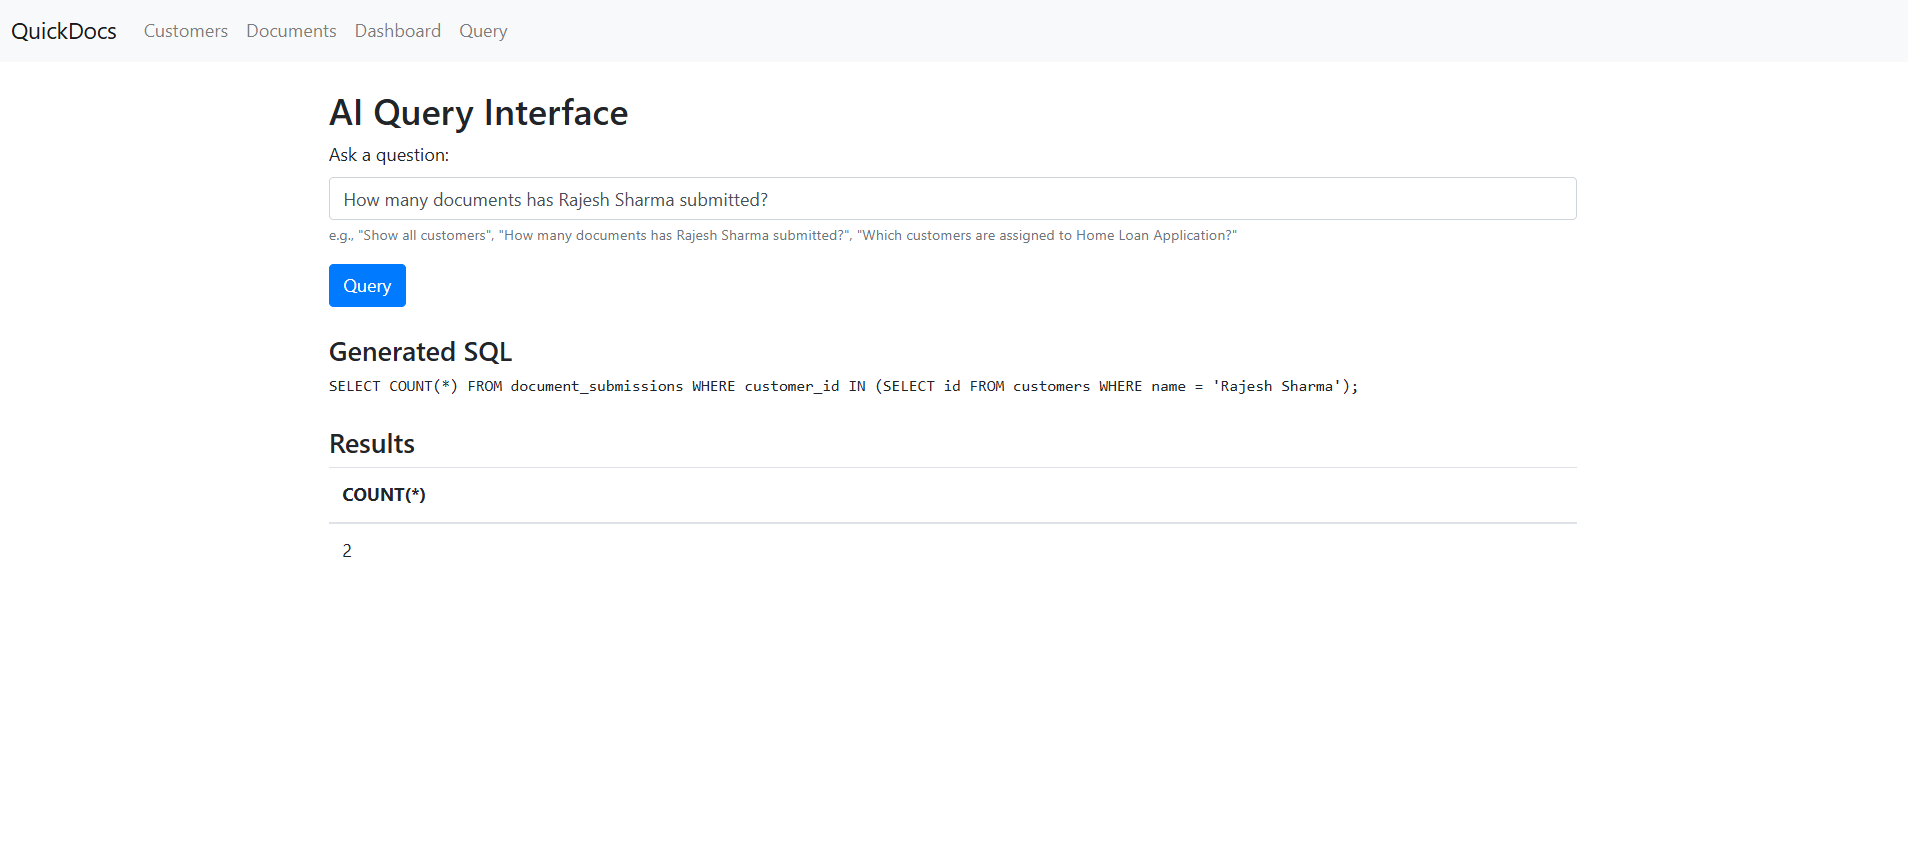 QuickDocs Customers Documents Dashboard Query
AI Query Interface
Ask a question:
How many documents has Rajesh Sharma submitted?
e.g., "Show all customers", "How many documents has Rajesh Sharma submitted?", "Which customers are assigned to Home Loan Application?"
Query
Generated SQL
SELECT COUNT(*) FROM document_submissions WHERE customer_id IN (SELECT id FROM customers WHERE name = 'Rajesh Sharma');
Results
COUNT(*)
2